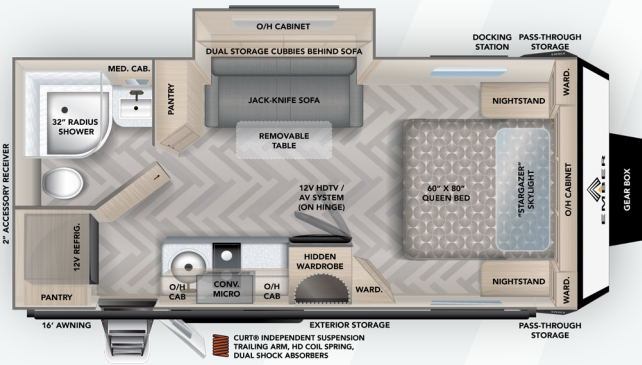 O/H CABINET
DUAL STORAGE CUBBIES BEHIND SOFA
DOCKING
STATION
PASS-THROUGH
STORAGE
MED. CAB.
PANTRY
JACK-KNIFE SOFA
NIGHTSTAND
WARD.
32" RADIUS
SHOWER
REMOVABLE
TABLE
2" ACCESSORY RECEIVER
12V HDTV /
AV SYSTEM
(ON HINGE)
60" X 80"
QUEEN BED
"STARGAZER"
SKYLIGHT
O/H CABINET
EMBER
GEAR BOX
12V REFRIG.
HIDDEN
WARDROBE
O/H
CAB
CONV.
MICRO
O/H
CAB
WARD.
NIGHTSTAND
WARD.
PANTRY
16' AWNING
EXTERIOR STORAGE
PASS-THROUGH
STORAGE
CURT® INDEPENDENT SUSPENSION
TRAILING ARM, HD COIL SPRING,
DUAL SHOCK ABSORBERS